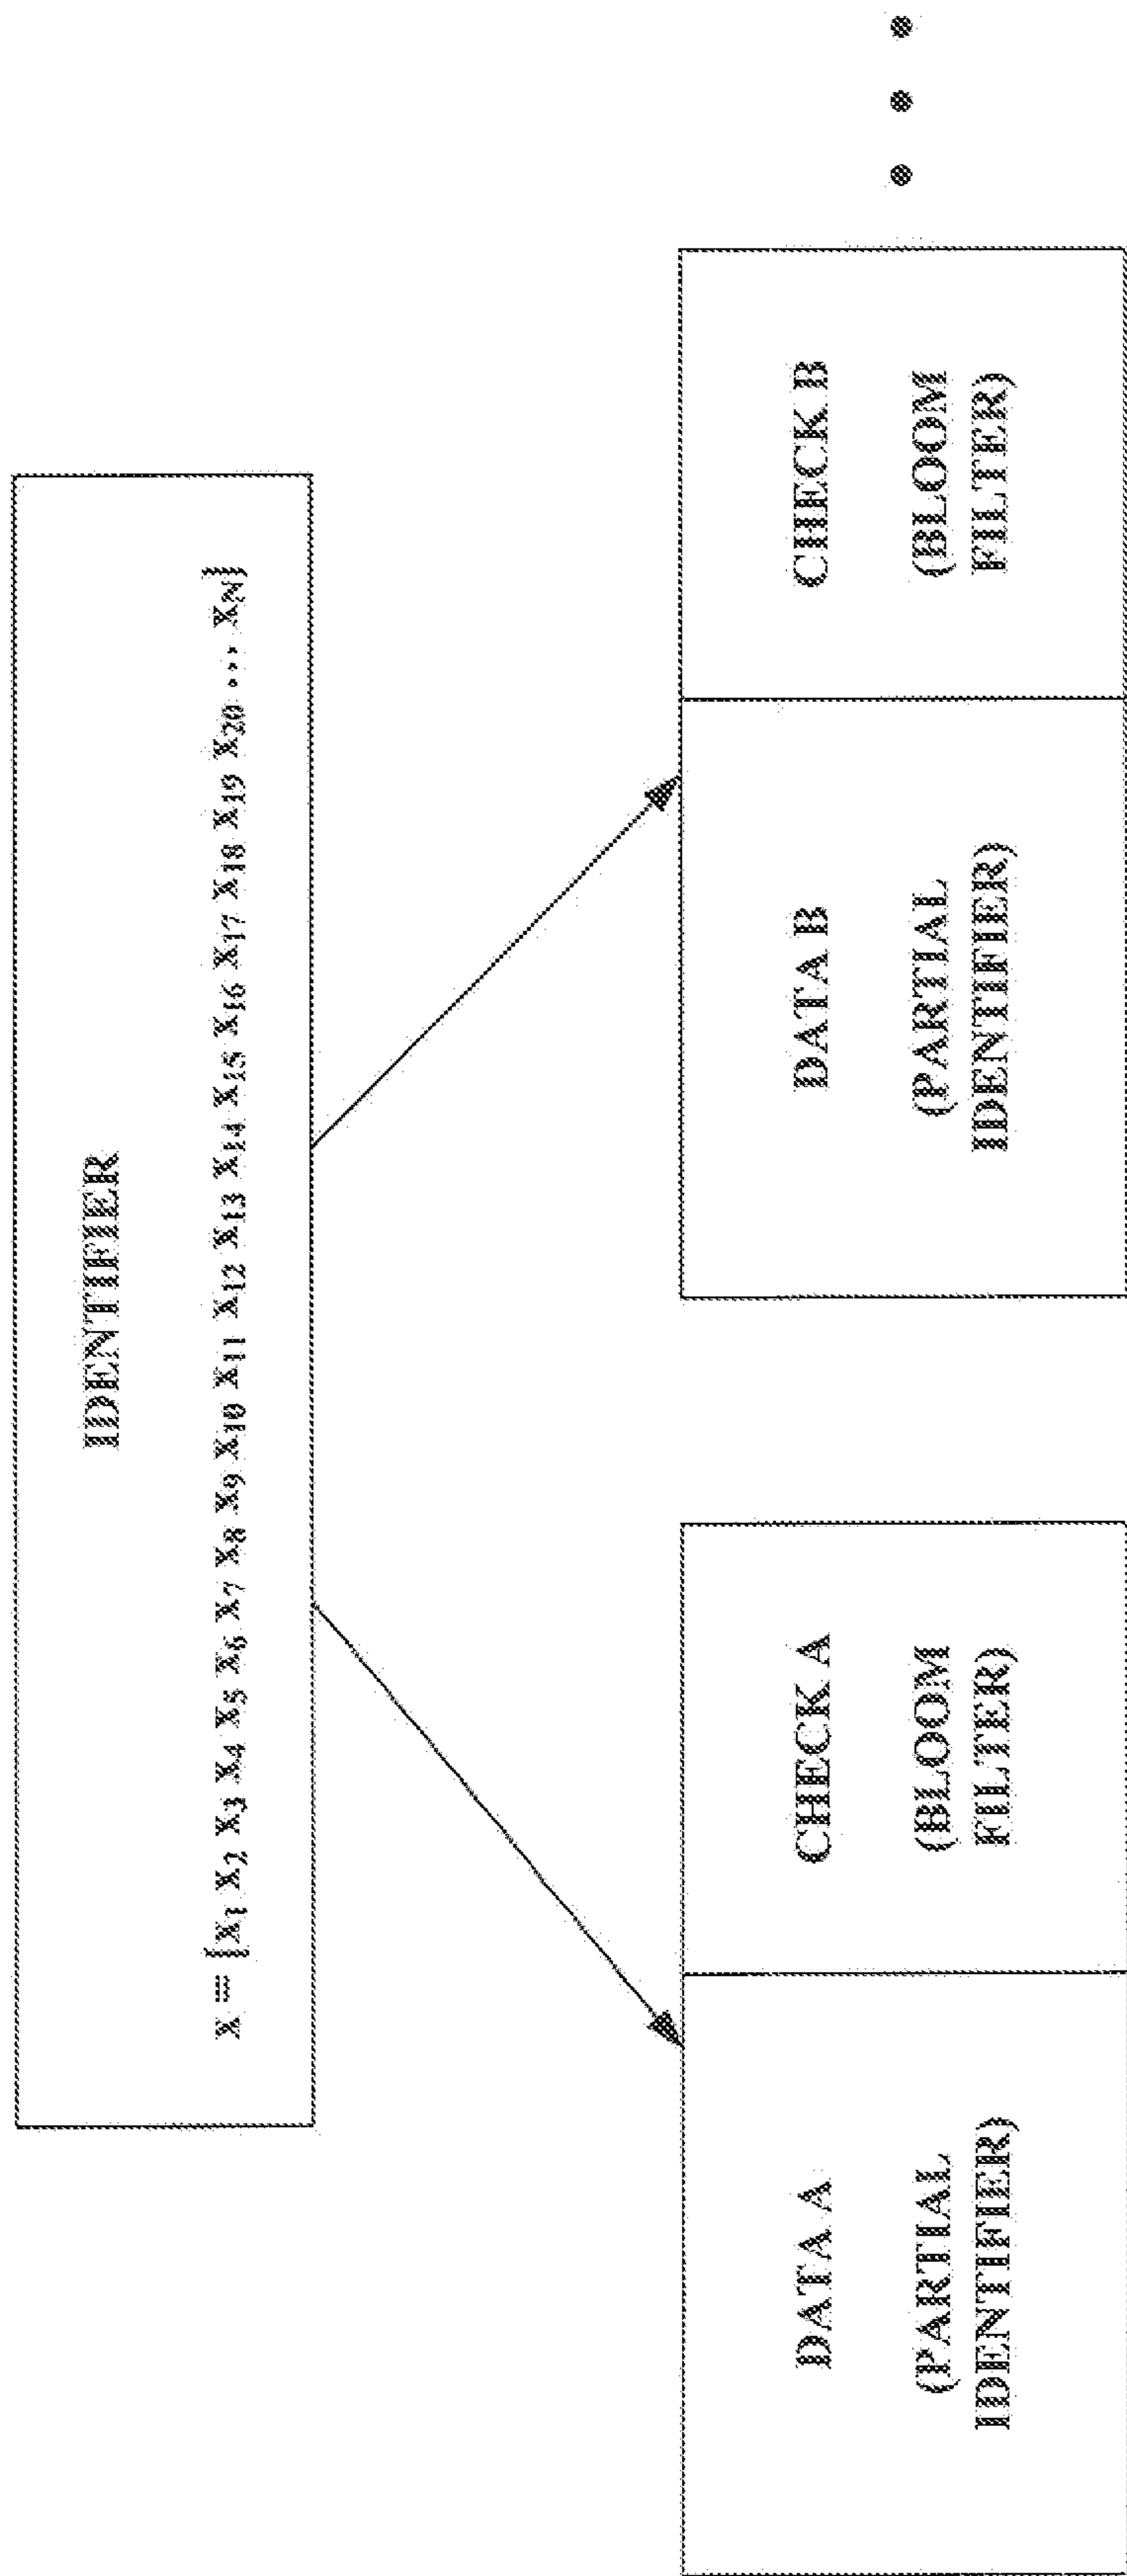 IDENTIFIER
X = [X₁ X₂ X₃ X₄ X₅ X₆ X₇ X₈ X₉ X₁₀ X₁₁ X₁₂ X₁₃ X₁₄ X₁₅ X₁₆ X₁₇ X₁₈ X₁₉ X₂₀ ... X_N]
DATA A
(PARTIAL
IDENTIFIER)
CHECK A
(BLOOM
FILTER)
DATA B
(PARTIAL
IDENTIFIER)
CHECK B
(BLOOM
FILTER)